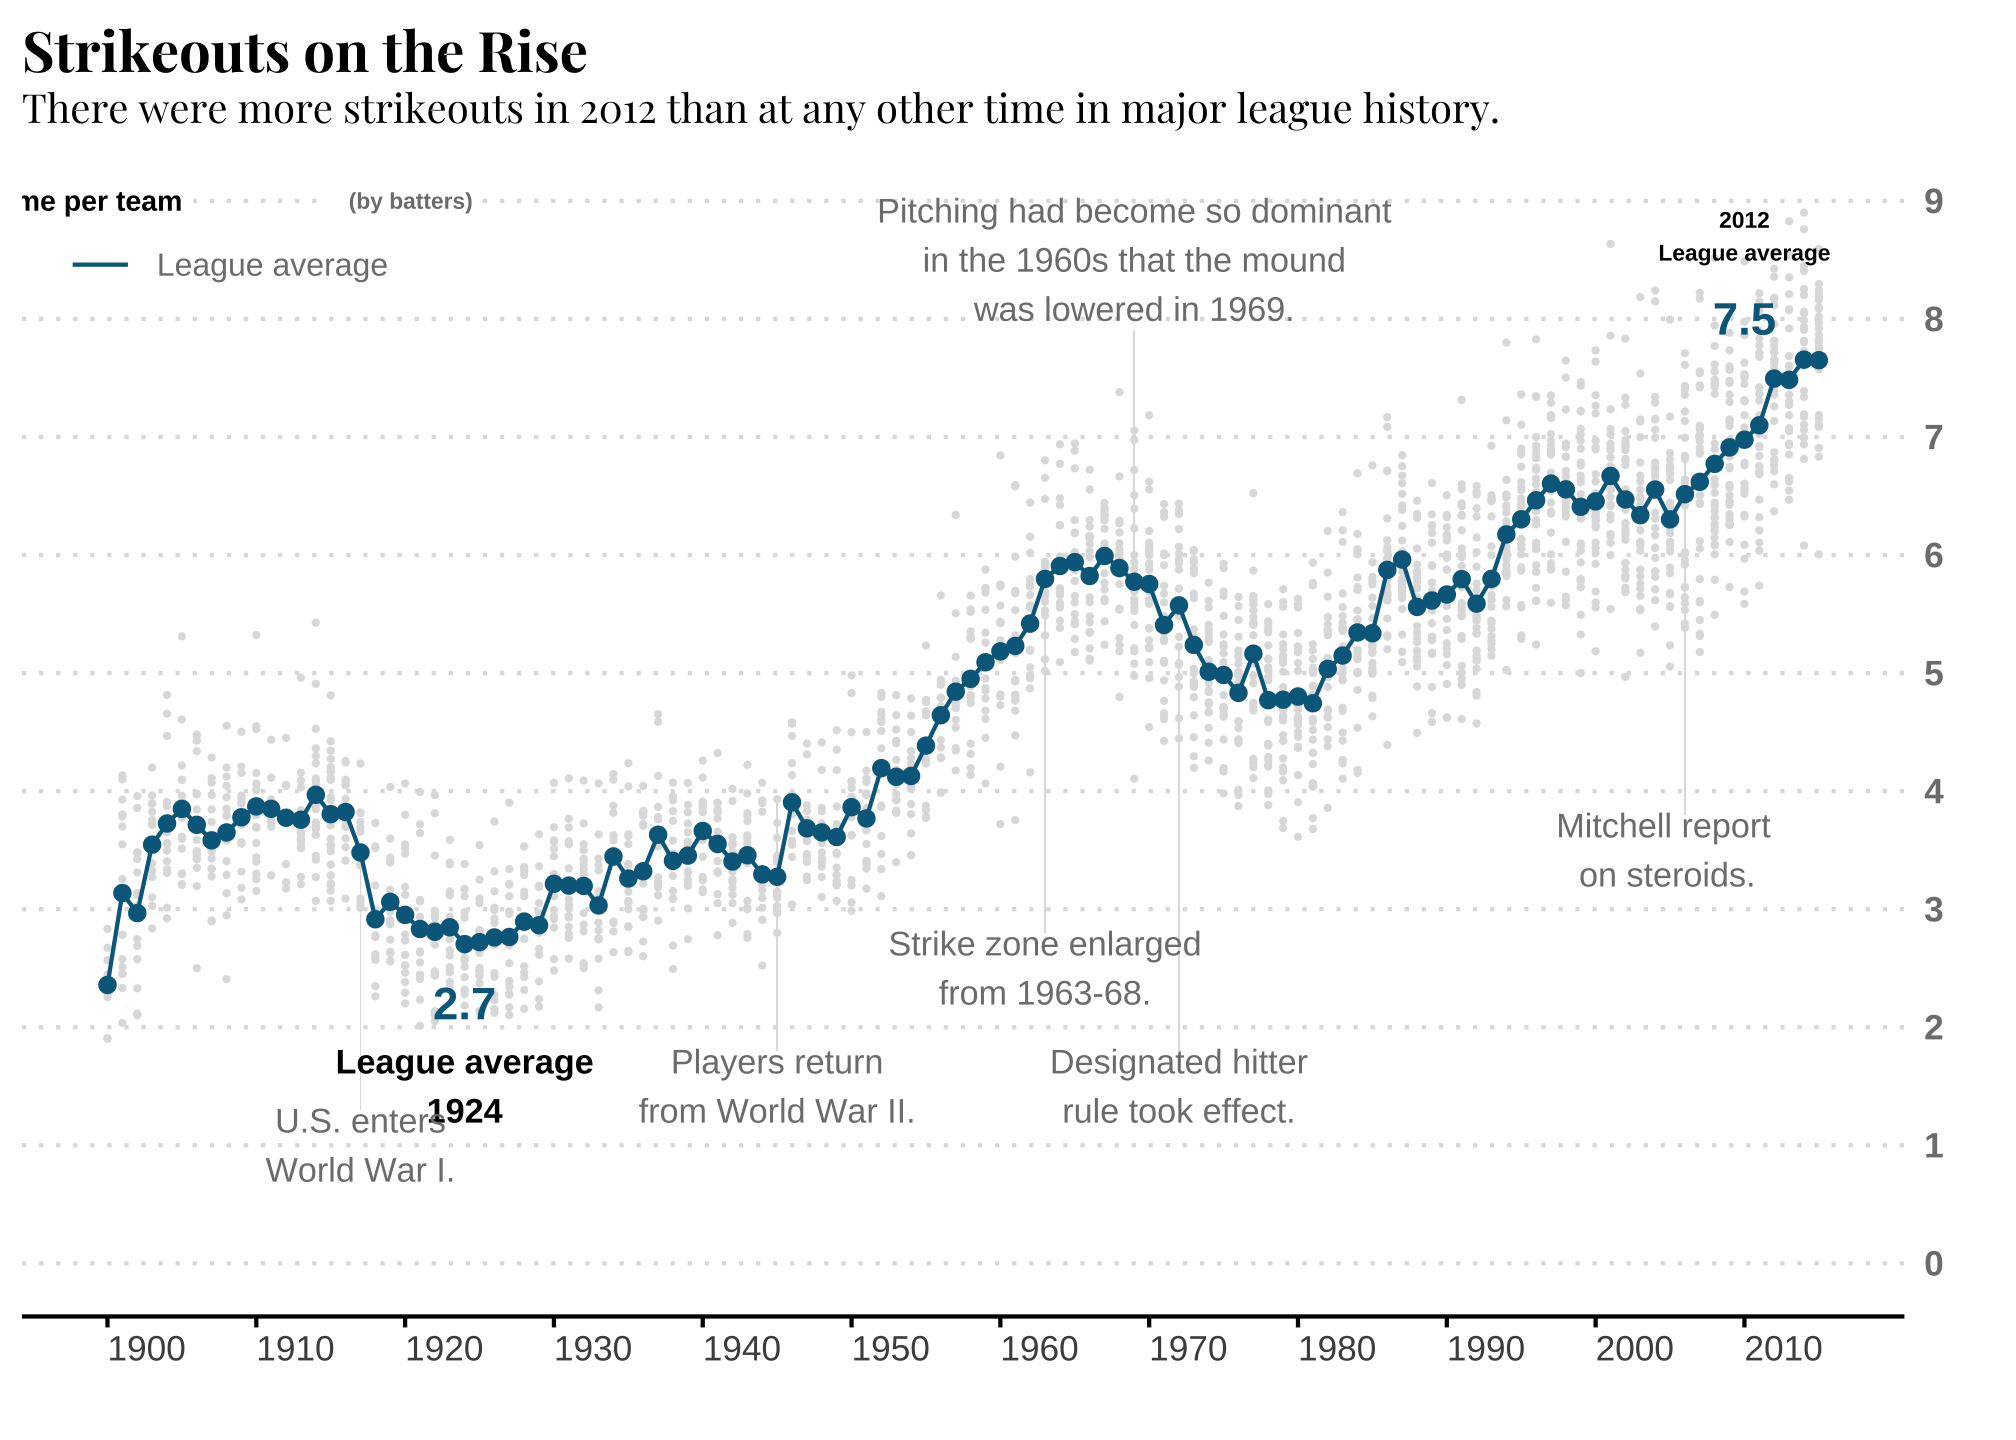 Strikeouts on the Rise
There were more strikeouts in 2012 than at any other time in major league history.
me per team
(by batters)
League average
Pitching had become so dominant
in the 1960s that the mound
was lowered in 1969.
2012
League average
7.5
9
8
7
6
5
4
3
2
1
0
Mitchell report
on steroids.
Strike zone enlarged
from 1963-68.
2.7
League average
1924
U.S. enters
World War I.
Players return
from World War II.
Designated hitter
rule took effect.
1900 1910 1920 1930 1940 1950 1960 1970 1980 1990 2000 2010